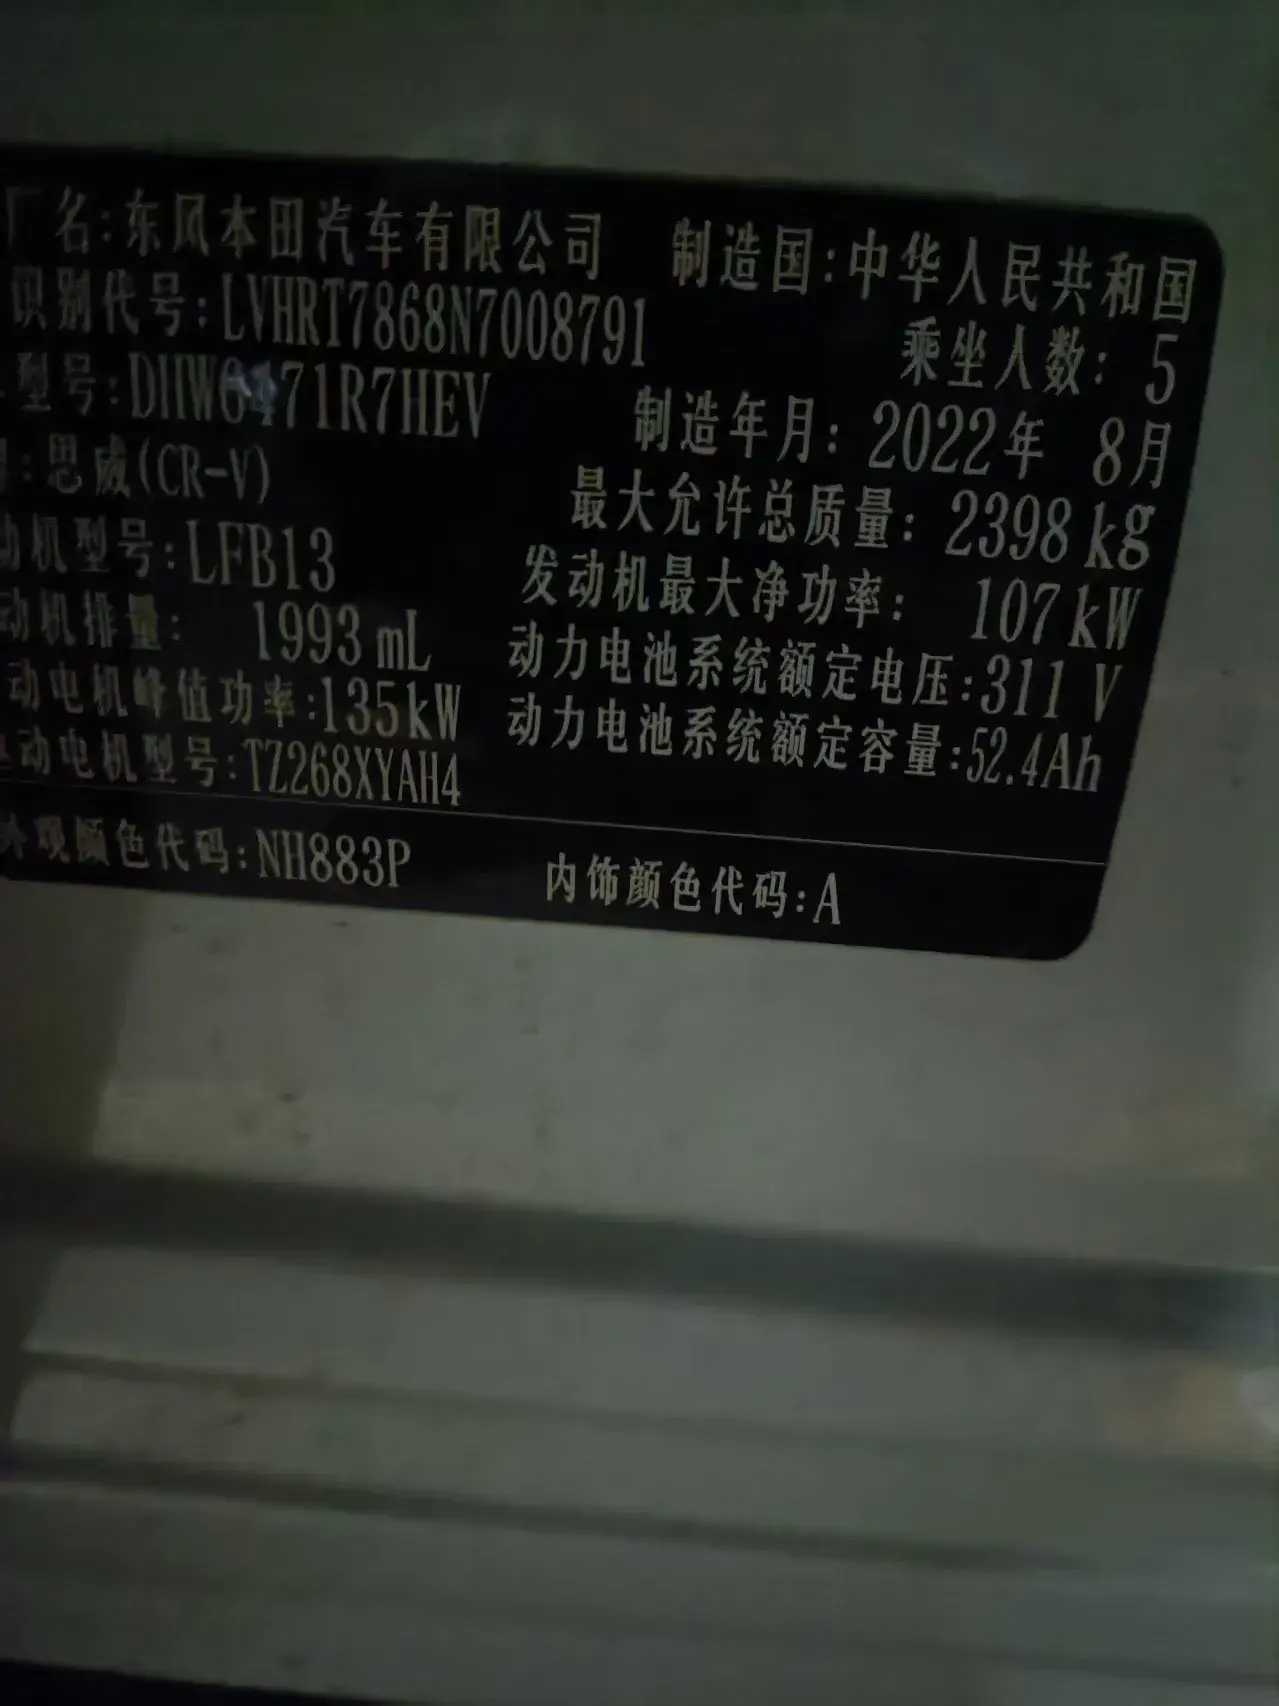 厂名:东风本田汽车有限公司 制造国:中华人民共和国
识别代号:LVHRT7868N7008791 乘坐人数: 5
型号:DHW6471R7HEV 制造年月: 2022年 8月
:思威(CR-V) 最大允许总质量: 2398 kg
动机型号:LFB13 发动机最大净功率: 107 kW
动机排量: 1993 mL 动力电池系统额定电压:311 V
动电机峰值功率:135kW 动力电池系统额定容量:52.4Ah
动电机型号:TZ268XYAH4
外观颜色代码:NH883P 内饰颜色代码:A